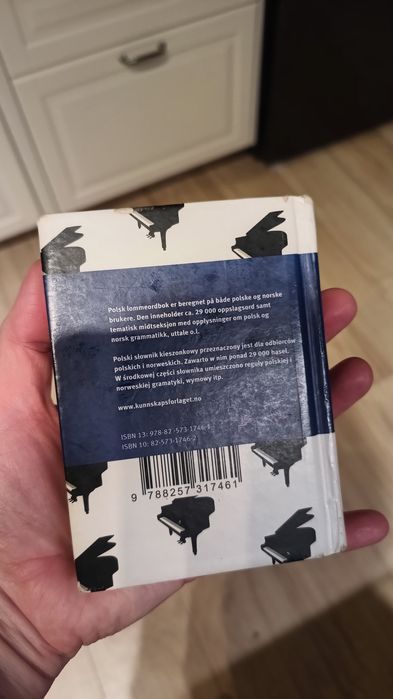 Polsk lommeordbok er beregnet på både polske og norske
brukere. Den inneholder ca. 29 000 oppslagsord samt
tematisk midtseksjon med opplysninger om polsk og
norsk grammatikk, uttale o.l.
Polski słownik kieszonkowy przeznaczony jest dla odbiorców
polskich i norweskich. Zawarto w nim ponad 29 000 haseł.
W środkowej części słownika umieszczono reguły polskiej i
norweskiej gramatyki, wymowy itp.
www.kunnskapsforlaget.no
ISBN 13: 978-82-573-1746-1
ISBN 10: 82-573-1746-2
9 788257 317461